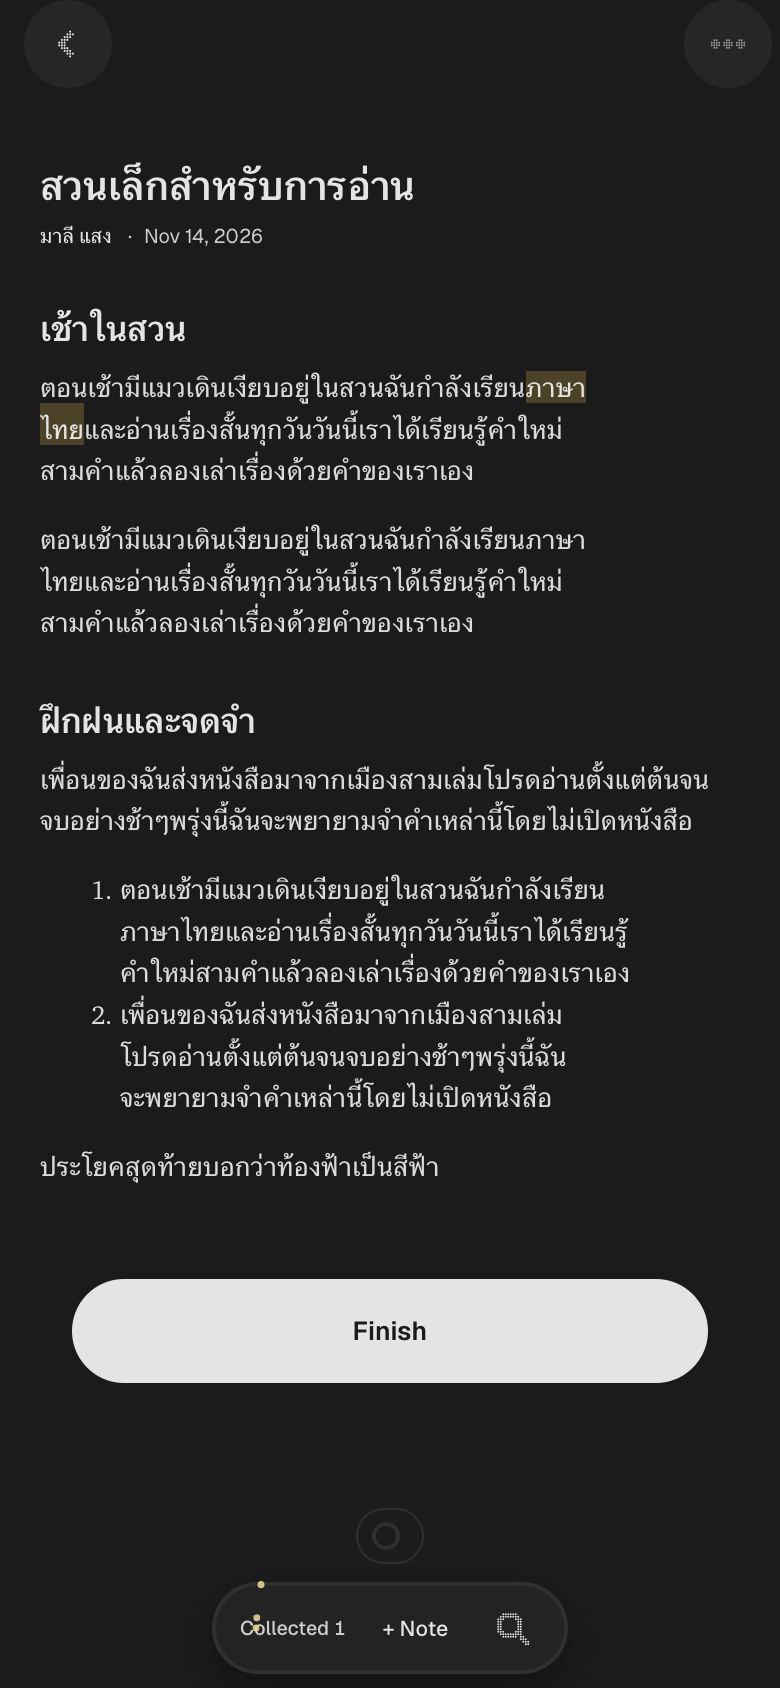 สวนเล็กสำหรับการอ่าน
มาลี แสง · Nov 14, 2026
เช้าในสวน
ตอนเช้ามีแมวเดินเงียบอยู่ในสวนฉันกำลังเรียนภาษา
ไทยและอ่านเรื่องสั้นทุกวันวันนี้เราได้เรียนรู้คำใหม่
สามคำแล้วลองเล่าเรื่องด้วยคำของเราเอง
ตอนเช้ามีแมวเดินเงียบอยู่ในสวนฉันกำลังเรียนภาษา
ไทยและอ่านเรื่องสั้นทุกวันวันนี้เราได้เรียนรู้คำใหม่
สามคำแล้วลองเล่าเรื่องด้วยคำของเราเอง
ฝึกฝนและจดจำ
เพื่อนของฉันส่งหนังสือมาจากเมืองสามเล่มโปรดอ่านตั้งแต่ต้นจน
จบอย่างช้าๆพรุ่งนี้ฉันจะพยายามจำคำเหล่านี้โดยไม่เปิดหนังสือ
1. ตอนเช้ามีแมวเดินเงียบอยู่ในสวนฉันกำลังเรียน
ภาษาไทยและอ่านเรื่องสั้นทุกวันวันนี้เราได้เรียนรู้
คำใหม่สามคำแล้วลองเล่าเรื่องด้วยคำของเราเอง
2. เพื่อนของฉันส่งหนังสือมาจากเมืองสามเล่ม
โปรดอ่านตั้งแต่ต้นจนจบอย่างช้าๆพรุ่งนี้ฉัน
จะพยายามจำคำเหล่านี้โดยไม่เปิดหนังสือ
ประโยคสุดท้ายบอกว่าท้องฟ้าเป็นสีฟ้า
Finish
Collected 1 + Note